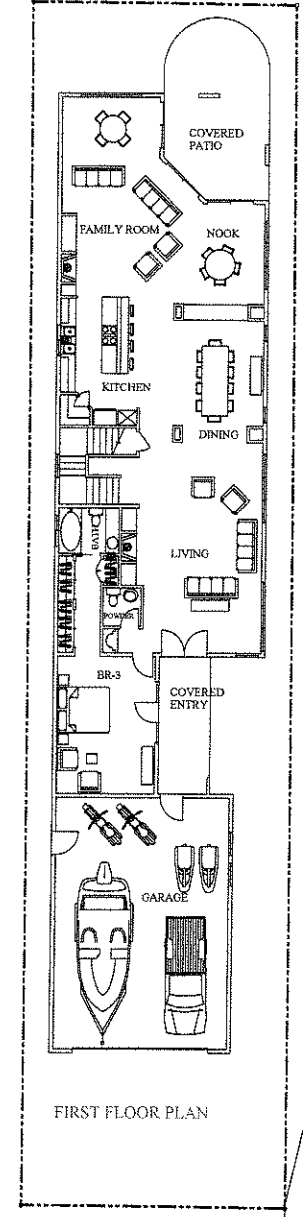 COVERED
PATIO
FAMILY ROOM
NOOK
KITCHEN
DINING
LIVING
BATH
POWDER
BR-3
COVERED
ENTRY
GARAGE
FIRST FLOOR PLAN